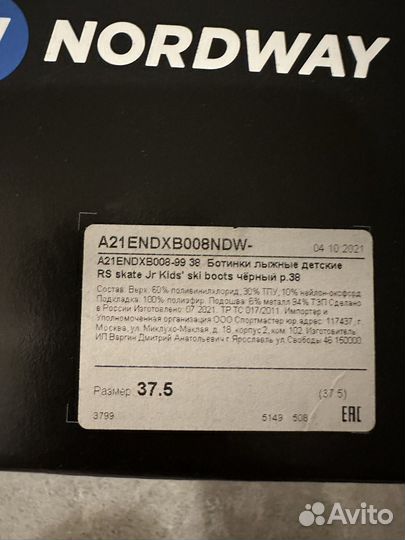 NORDWAY
A21ENDXB008NDW-
04.10.2021
A21ENDXB008-99 38 Ботинки лыжные детские
RS skate Jr Kids' ski boots чёрный р.38
Состав: Верх: 60% поливинилхлорид, 30% ТПУ, 10% нейлон-оксфорд
Подкладка: 100% полиэфир. Подошва: 6% металл 94% ТЭП Сделано
в России Изготовлено: 07.2021. ТР ТС 017/2011. Импортер и
Уполномоченная организация ООО Спортмастер юр. адрес: 117437, г.
Москва, ул. Миклухо-Маклая, д. 18, корпус 2, ком. 102. Изготовитель
ИП Вархин Дмитрий Анатольевич г. Ярославль ул.Свободы 46 150000
Размер 37.5
(37.5)
3799
5149 508
EAC
Avito